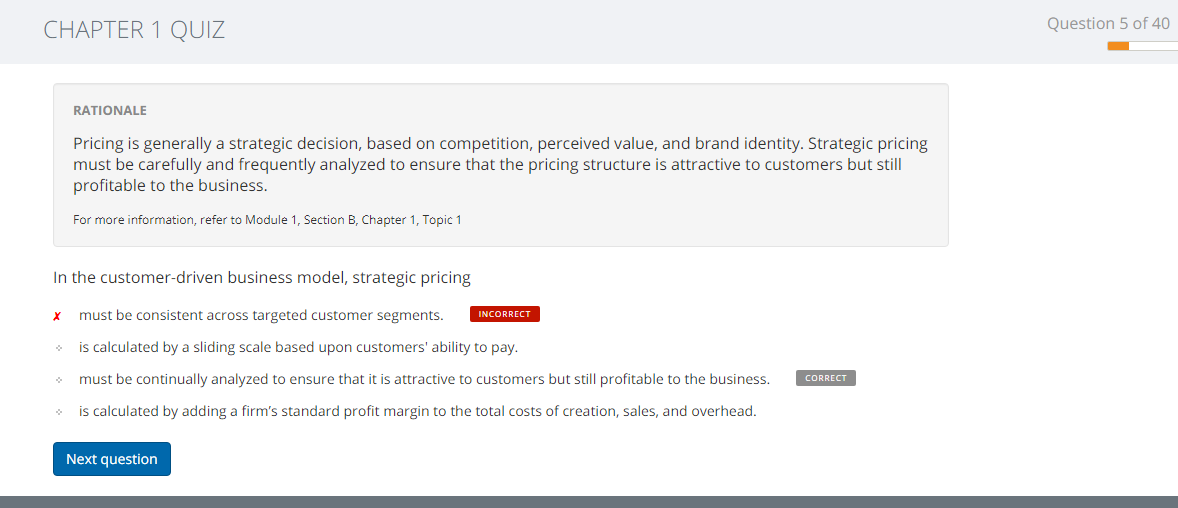 CHAPTER 1 QUIZ
Question 5 of 40
RATIONALE
Pricing is generally a strategic decision, based on competition, perceived value, and brand identity. Strategic pricing
must be carefully and frequently analyzed to ensure that the pricing structure is attractive to customers but still
profitable to the business.
For more information, refer to Module 1, Section B, Chapter 1, Topic 1
In the customer-driven business model, strategic pricing
✗ must be consistent across targeted customer segments. INCORRECT
is calculated by a sliding scale based upon customers' ability to pay.
must be continually analyzed to ensure that it is attractive to customers but still profitable to the business. CORRECT
is calculated by adding a firm's standard profit margin to the total costs of creation, sales, and overhead.
Next question